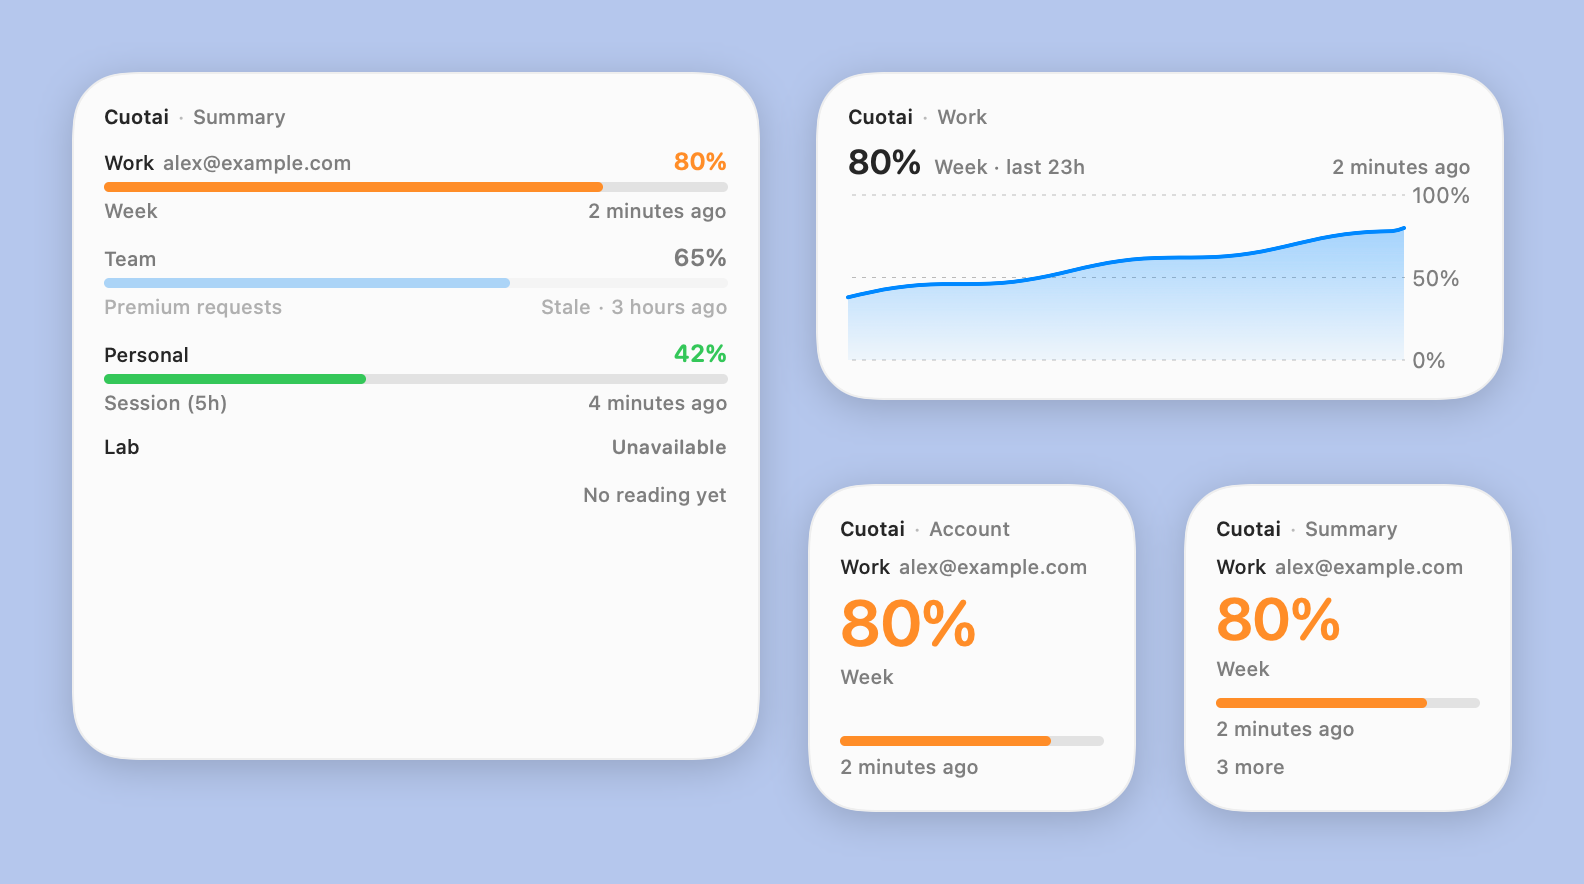 Cuotai · Summary
Work alex@example.com 80%
Week 2 minutes ago
Team 65%
Premium requests Stale · 3 hours ago
Personal 42%
Session (5h) 4 minutes ago
Lab Unavailable
No reading yet
Cuotai · Work
80% Week · last 23h 2 minutes ago
100%
50%
0%
Cuotai · Account
Work alex@example.com
80%
Week
2 minutes ago
Cuotai · Summary
Work alex@example.com
80%
Week
2 minutes ago
3 more